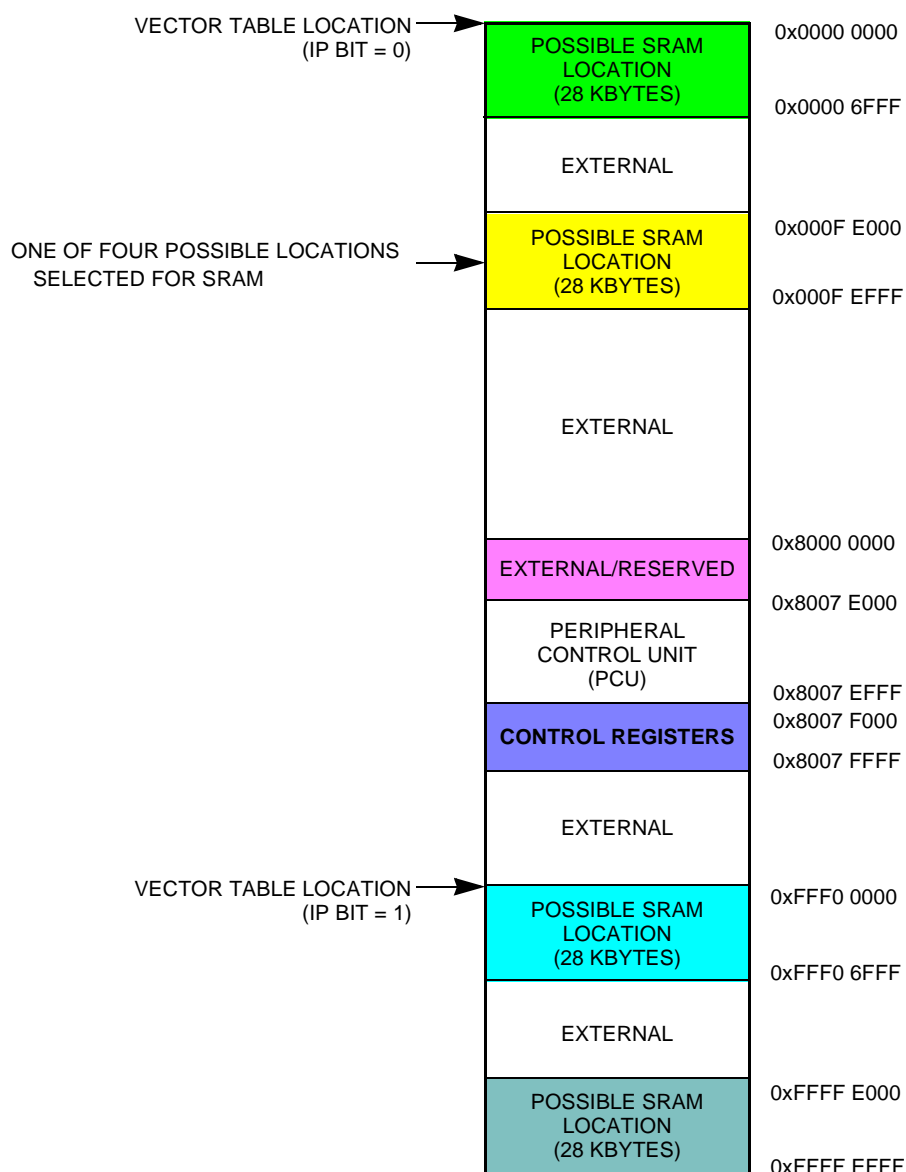 VECTOR TABLE LOCATION
(IP BIT = 0)
POSSIBLE SRAM
LOCATION
(28 KBYTES)
0x0000 0000
0x0000 6FFF
EXTERNAL
ONE OF FOUR POSSIBLE LOCATIONS
SELECTED FOR SRAM
POSSIBLE SRAM
LOCATION
(28 KBYTES)
0x000F E000
0x000F EFFF
EXTERNAL
0x8000 0000
EXTERNAL/RESERVED
0x8007 E000
PERIPHERAL
CONTROL UNIT
(PCU)
0x8007 EFFF
0x8007 F000
CONTROL REGISTERS
0x8007 FFFF
EXTERNAL
VECTOR TABLE LOCATION
(IP BIT = 1)
0xFFF0 0000
POSSIBLE SRAM
LOCATION
(28 KBYTES)
0xFFF0 6FFF
EXTERNAL
0xFFFF E000
POSSIBLE SRAM
LOCATION
(28 KBYTES)